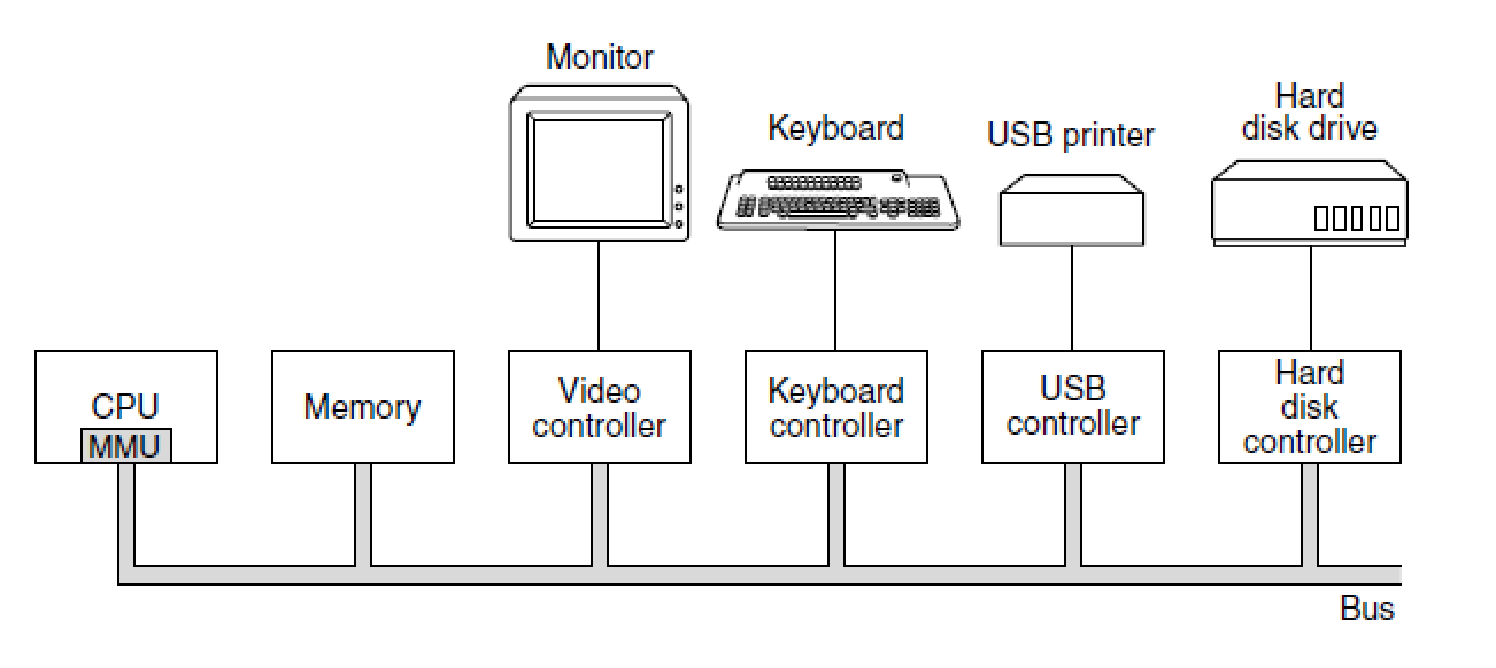 Monitor
Keyboard
USB printer
Hard
disk drive
CPU
MMU
Memory
Video
controller
Keyboard
controller
USB
controller
Hard
disk
controller
Bus